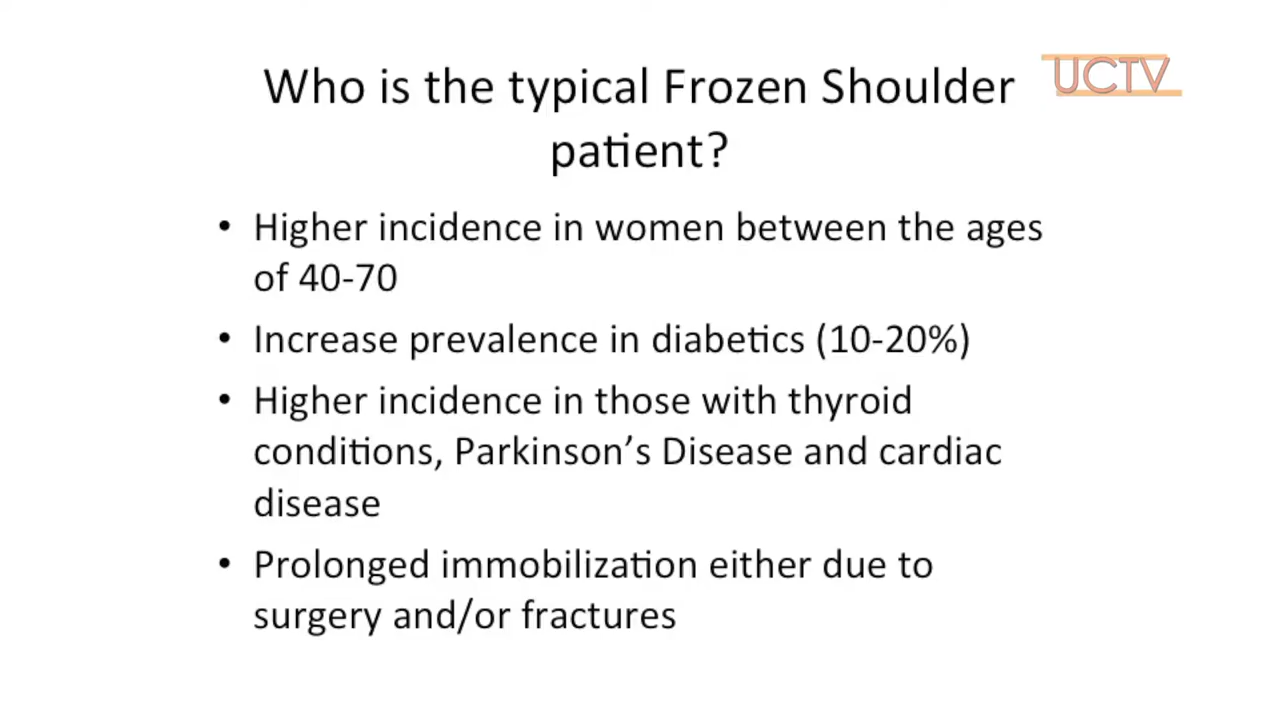 Who is the typical Frozen Shoulder
patient?
UCTV
• Higher incidence in women between the ages
of 40-70
• Increase prevalence in diabetics (10-20%)
• Higher incidence in those with thyroid
conditions, Parkinson’s Disease and cardiac
disease
• Prolonged immobilization either due to
surgery and/or fractures